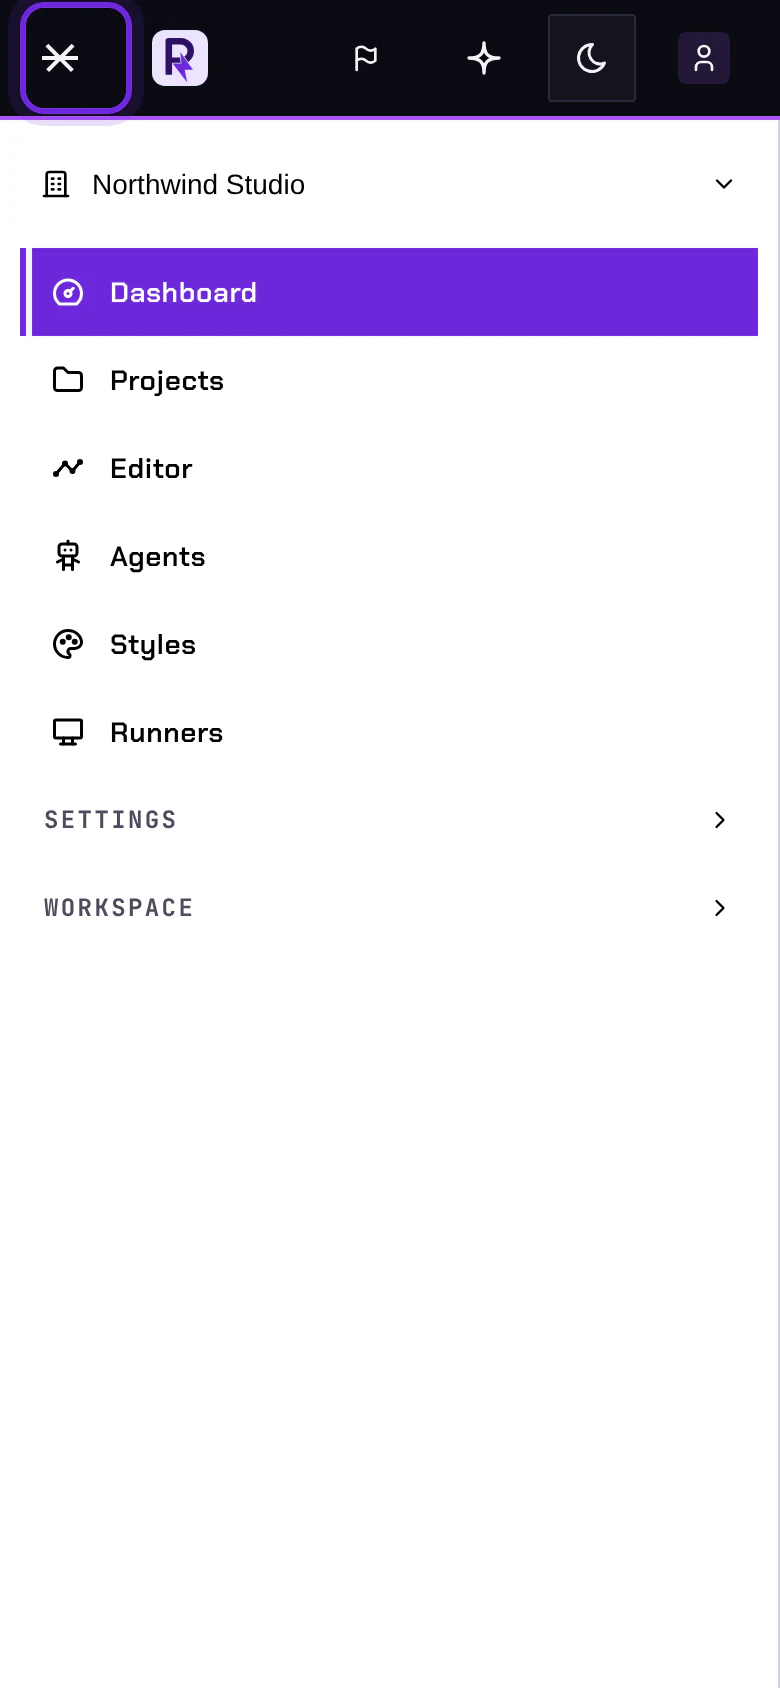 Northwind Studio
Dashboard
Projects
Editor
Agents
Styles
Runners
SETTINGS
WORKSPACE